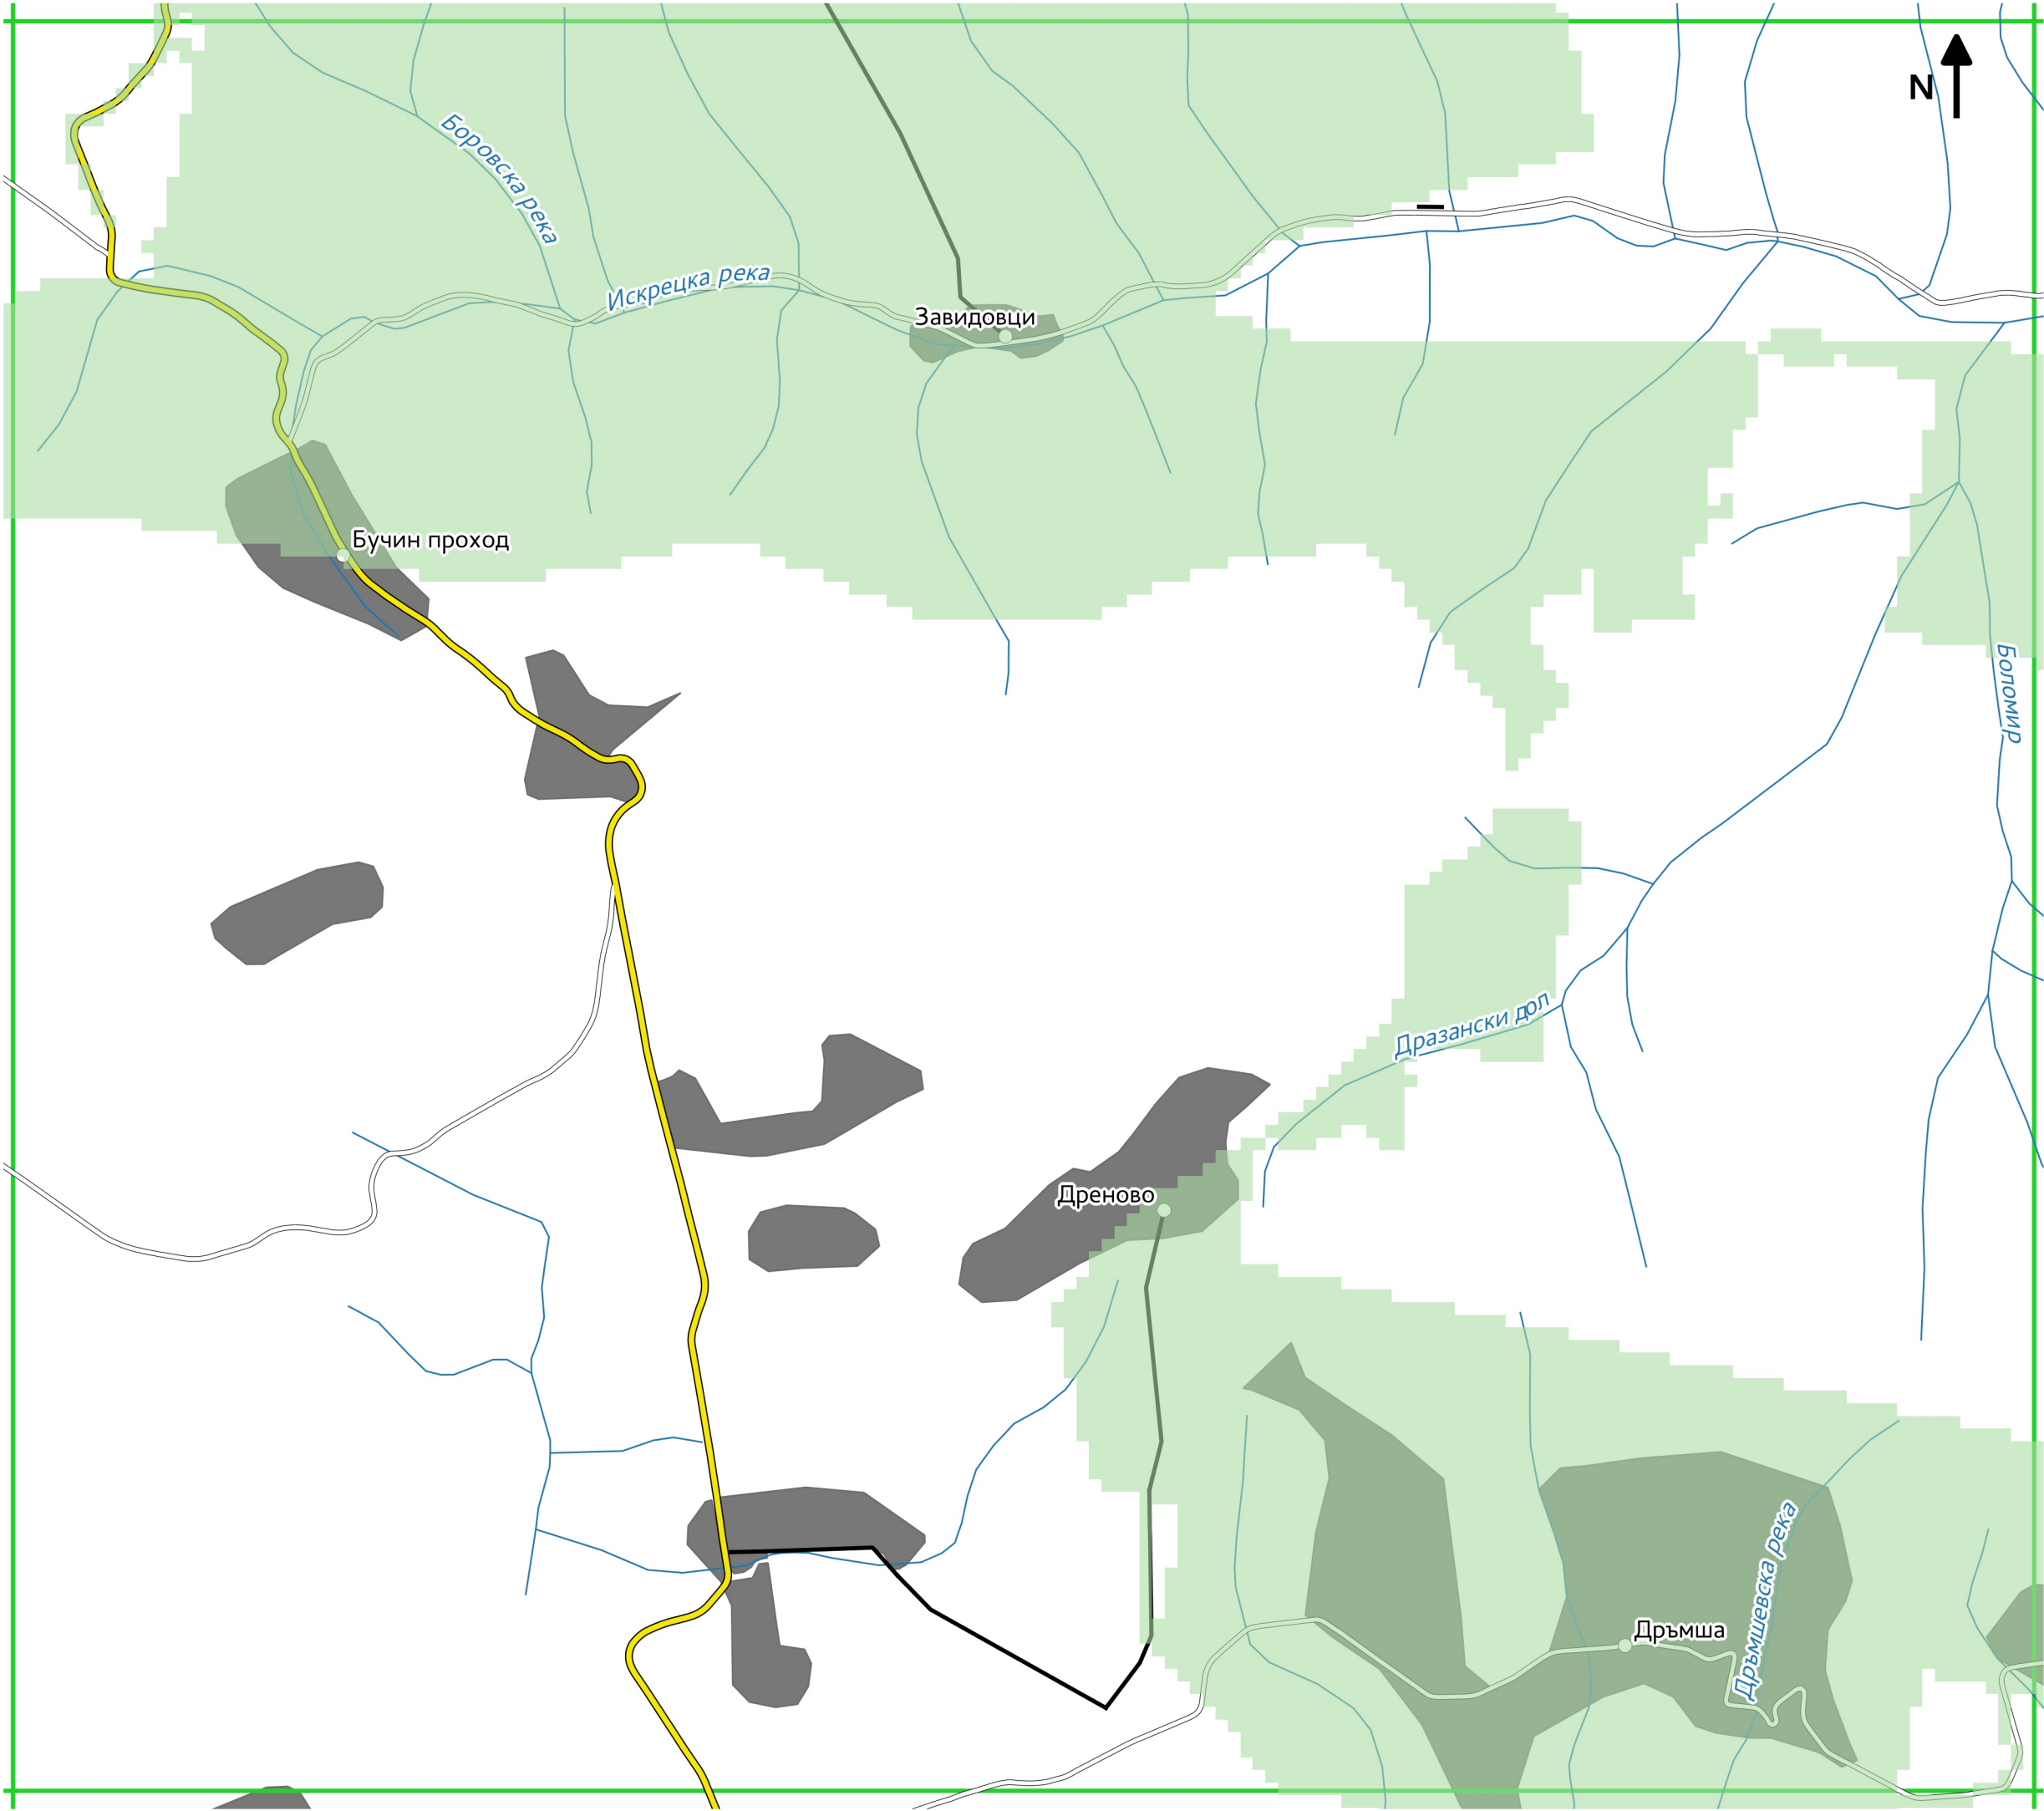 N
Боровска река
Искрецка река
Завидовци
Бучин проход
Боломир
Дразански дол
Дреново
Дръмшевска река
Дръмша